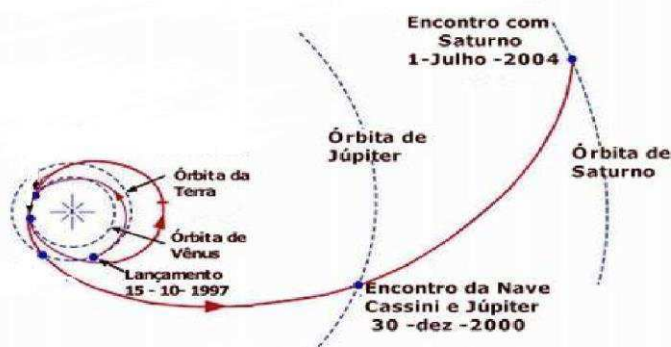 Encontro com
Saturno
1-Julho -2004
Órbita de
Júpiter
Órbita de
Saturno
Órbita da
Terra
Órbita de
Vênus
Lançamento
15 - 10- 1997
Encontro da Nave
Cassini e Júpiter
30 -dez -2000